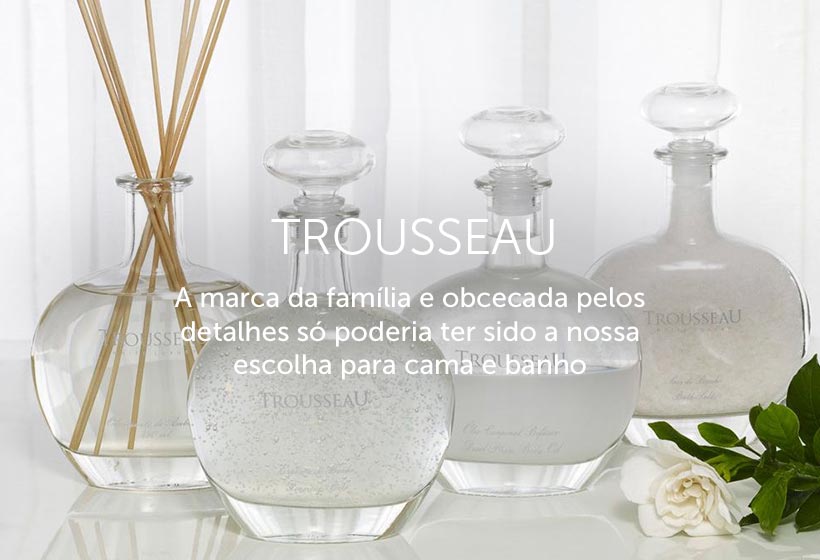 TROUSSEAU
A marca da família e obcecada pelos
detalhes só poderia ter sido a nossa
escolha para cama e banho
TROUSSEAU
TROUSSEAU
TROUSSEAU
TROUSSEAU